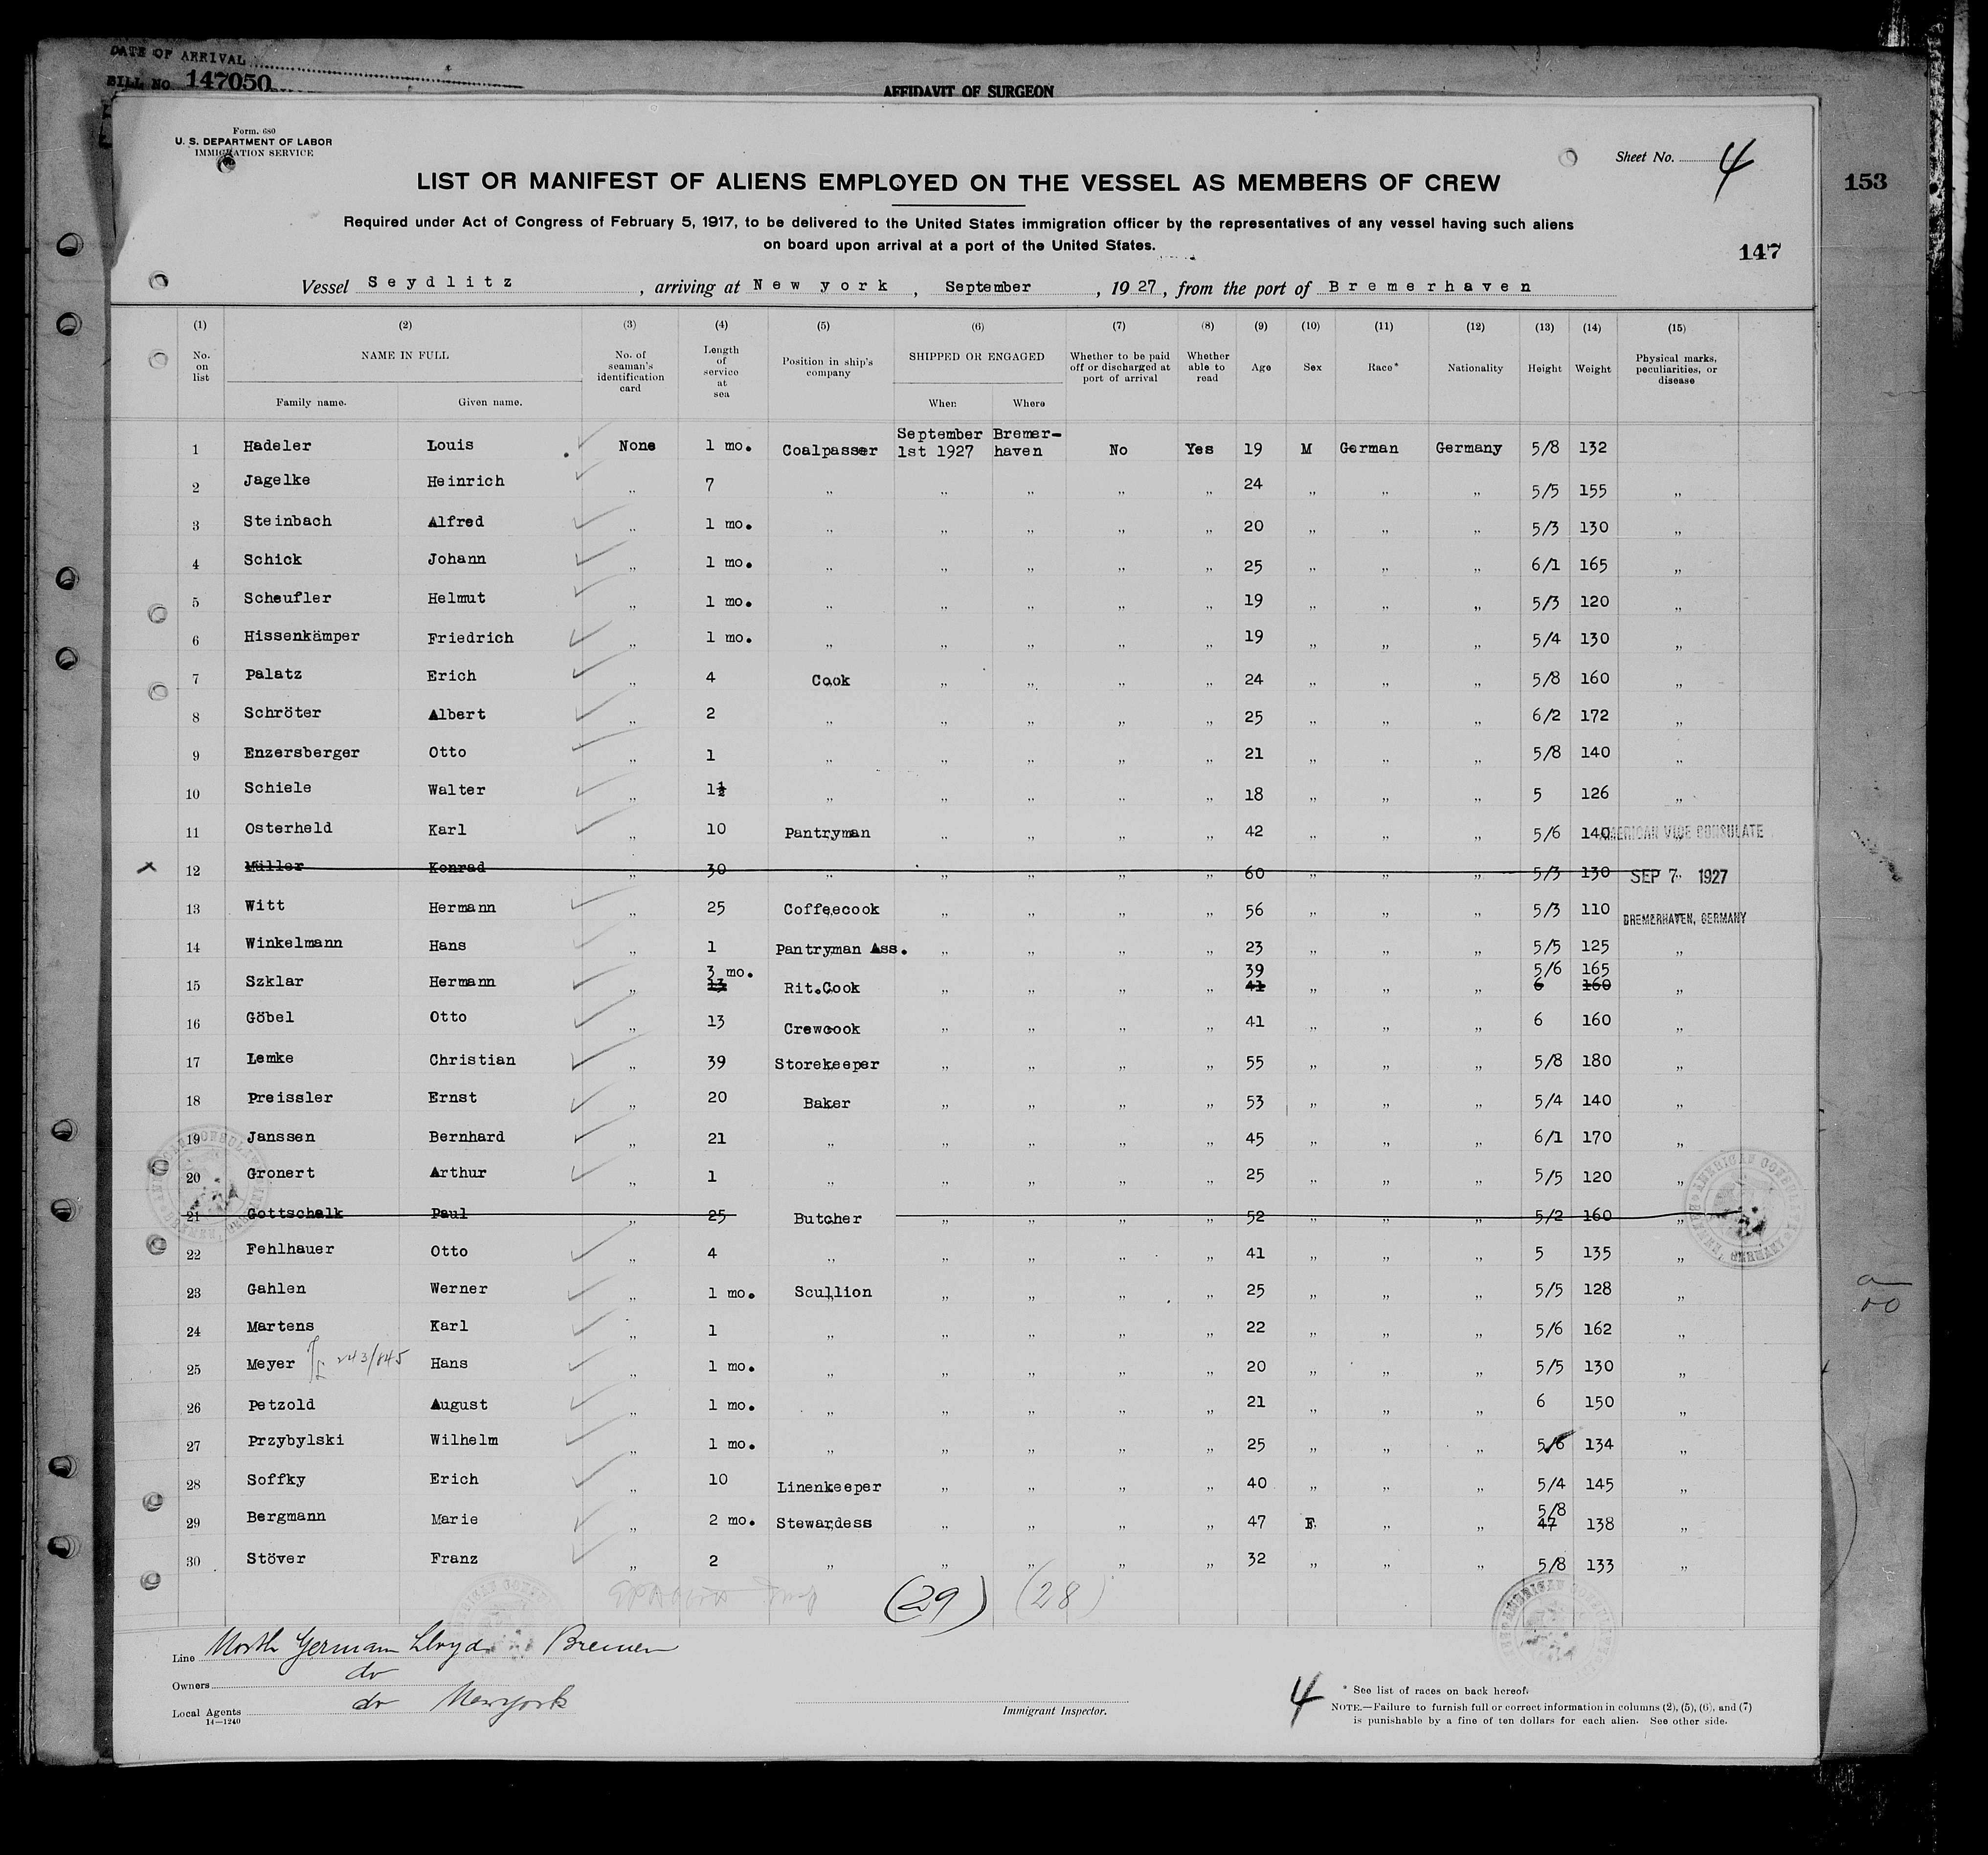 DATE OF ARRIVAL
BILL NO. 147050
AFFIDAVIT OF SURGEON
Form. 680
U. S. DEPARTMENT OF LABOR
IMMIGRATION SERVICE
Sheet No. 4
153
LIST OR MANIFEST OF ALIENS EMPLOYED ON THE VESSEL AS MEMBERS OF CREW
Required under Act of Congress of February 5, 1917, to be delivered to the United States immigration officer by the representatives of any vessel having such aliens
on board upon arrival at a port of the United States.
147
Vessel Seydlitz, arriving at New york, September, 1927, from the port of Bremerhaven
(1) (2) (3) (4) (5) (6) (7) (8) (9) (10) (11) (12) (13) (14) (15)
No. on list NAME IN FULL Family name. Given name. No. of seaman's identification card Length of service at sea Position in ship's company SHIPPED OR ENGAGED When Where Whether to be paid off or discharged at port of arrival Whether able to read Age Sex Race* Nationality Height Weight Physical marks, peculiarities, or disease
1 Hadeler Louis None 1 mo. Coalpasser September 1st 1927 Bremer-haven No Yes 19 M German Germany 5/8 132
2 Jagelke Heinrich „ 7 „ „ „ „ „ 24 „ „ „ 5/5 155 „
3 Steinbach Alfred „ 1 mo. „ „ „ „ „ 20 „ „ „ 5/3 130 „
4 Schick Johann „ 1 mo. „ „ „ „ „ 25 „ „ „ 6/1 165 „
5 Scheufler Helmut „ 1 mo. „ „ „ „ „ 19 „ „ „ 5/3 120 „
6 Hissenkämper Friedrich „ 1 mo. „ „ „ „ „ 19 „ „ „ 5/4 130 „
7 Palatz Erich „ 4 Cook „ „ „ „ 24 „ „ „ 5/8 160 „
8 Schröter Albert „ 2 „ „ „ „ „ 25 „ „ „ 6/2 172 „
9 Enzersberger Otto „ 1 „ „ „ „ „ 21 „ „ „ 5/8 140 „
10 Schiele Walter „ 1½ „ „ „ „ „ 18 „ „ „ 5 126 „
11 Osterheld Karl „ 10 Pantryman „ „ „ „ 42 „ „ „ 5/6 140 AMERICAN VICE CONSULATE
12 Müller Konrad „ 30 „ „ „ „ „ 60 „ „ „ 5/3 130 „ SEP 7 1927
13 Witt Hermann „ 25 Coffeecook „ „ „ „ 56 „ „ „ 5/3 110 BREMERHAVEN, GERMANY
14 Winkelmann Hans „ 1 Pantryman Ass. „ „ „ „ 23 „ „ „ 5/5 125 „
3 mo. 39 5/6 165
15 Szklar Hermann „ 13 Rit.Cook „ „ „ „ 41 „ „ „ 6 160 „
16 Göbel Otto „ 13 Crewcook „ „ „ „ 41 „ „ „ 6 160 „
17 Lemke Christian „ 39 Storekeeper „ „ „ „ 55 „ „ „ 5/8 180 „
18 Preissler Ernst „ 20 Baker „ „ „ „ 53 „ „ „ 5/4 140 „
19 Janssen Bernhard „ 21 „ „ „ „ „ 45 „ „ „ 6/1 170 „
20 Gronert Arthur „ 1 „ „ „ „ „ 25 „ „ „ 5/5 120 „
21 Gottschalk Paul „ 25 Butcher „ „ „ „ 52 „ „ „ 5/2 160 „
22 Fehlhauer Otto „ 4 „ „ „ „ „ 41 „ „ „ 5 135 „
23 Gahlen Werner „ 1 mo. Scullion „ „ „ „ 25 „ „ „ 5/5 128 „
24 Martens Karl „ 1 „ „ „ „ „ 22 „ „ „ 5/6 162 „
25 Meyer 243/845 Hans „ 1 mo. „ „ „ „ „ 20 „ „ „ 5/5 130 „
26 Petzold August „ 1 mo. „ „ „ „ „ 21 „ „ „ 6 150 „
27 Przybylski Wilhelm „ 1 mo. „ „ „ „ „ 25 „ „ „ 5/6 134 „
28 Soffky Erich „ 10 Linenkeeper „ „ „ „ 40 „ „ „ 5/4 145 „
5/8
29 Bergmann Marie „ 2 mo. Stewardess „ „ „ „ 47 F. „ „ 47 138 „
30 Stöver Franz „ 2 „ „ „ „ „ 32 „ „ „ 5/8 133 „
(29) (28)
Line North German Lloyd Bremen
Owners do
Local Agents do Newyork
14—1240
Immigrant Inspector.
4
* See list of races on back hereof.
NOTE.—Failure to furnish full or correct information in columns (2), (5), (6), and (7)
is punishable by a fine of ten dollars for each alien. See other side.